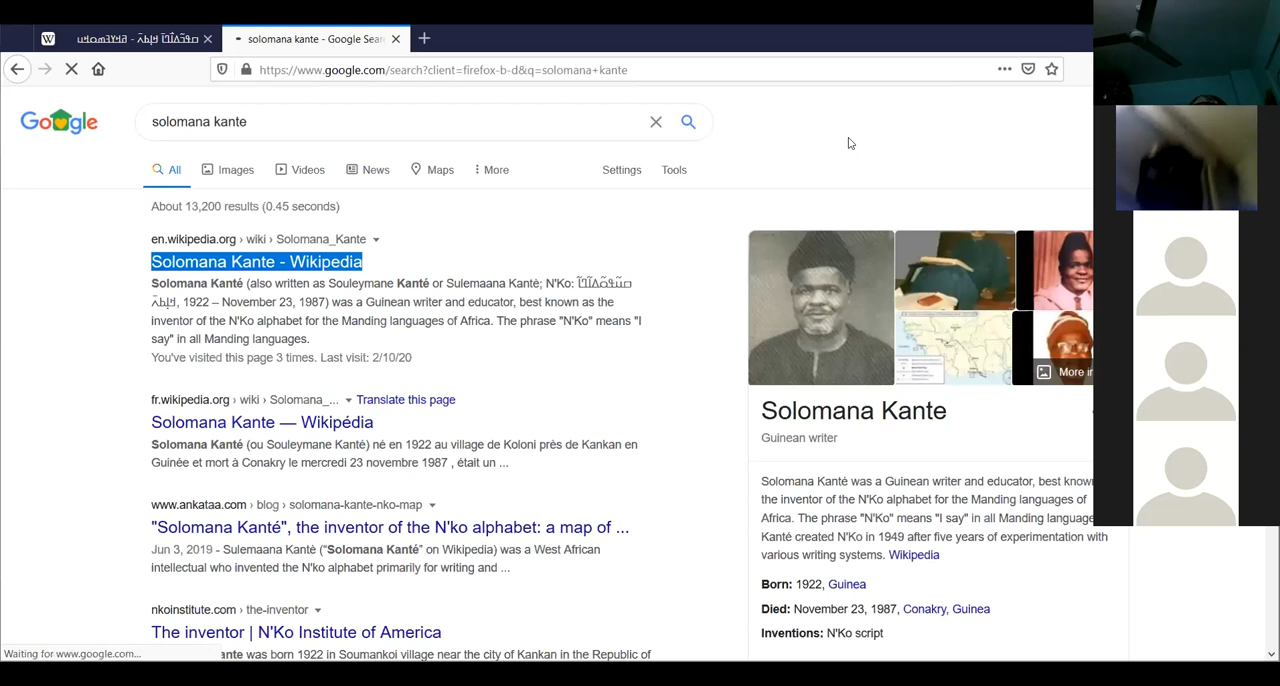 solomana kante - Google Sear
https://www.google.com/search?client=firefox-b-d&q=solomana+kante
Google
solomana kante
All
Images
Videos
News
Maps
More
Settings
Tools
About 13,200 results (0.45 seconds)
en.wikipedia.org › wiki › Solomana_Kante
Solomana Kante - Wikipedia
Solomana Kanté (also written as Souleymane Kanté or Sulemaana Kantè; N'Ko:
1922 – November 23, 1987) was a Guinean writer and educator, best known as the
inventor of the N'Ko alphabet for the Manding languages of Africa. The phrase "N'Ko" means "I
say" in all Manding languages.
You've visited this page 3 times. Last visit: 2/10/20
fr.wikipedia.org › wiki › Solomana_... Translate this page
Solomana Kante — Wikipédia
Solomana Kanté (ou Souleymane Kanté) né en 1922 au village de Koloni près de Kankan en
Guinée et mort à Conakry le mercredi 23 novembre 1987 , était un ...
www.ankataa.com › blog › solomana-kante-nko-map
"Solomana Kanté", the inventor of the N'ko alphabet: a map of ...
Jun 3, 2019 - Sulemaana Kantè ("Solomana Kanté" on Wikipedia) was a West African
intellectual who invented the N'ko alphabet primarily for writing and ...
nkoinstitute.com › the-inventor
The inventor | N'Ko Institute of America
ante was born 1922 in Soumankoi village near the city of Kankan in the Republic of
Waiting for www.google.com...
More i
Solomana Kante
Guinean writer
Solomana Kanté was a Guinean writer and educator, best known
the inventor of the N'Ko alphabet for the Manding languages of
Africa. The phrase "N'Ko" means "I say" in all Manding languages.
Kanté created N'Ko in 1949 after five years of experimentation with
various writing systems. Wikipedia
Born: 1922, Guinea
Died: November 23, 1987, Conakry, Guinea
Inventions: N'Ko script